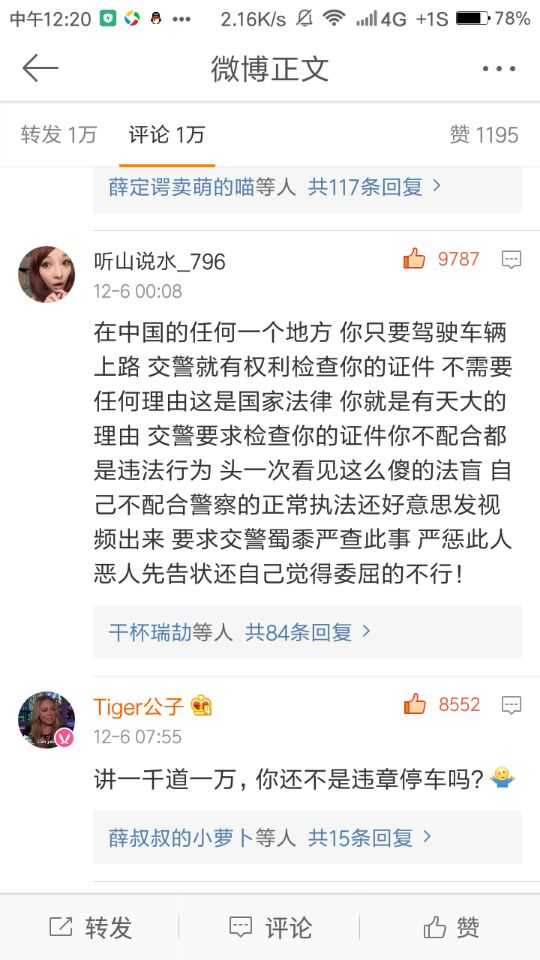 中午12:20 2.16K/s 4G +1S 78%
微博正文
转发 1万 评论 1万 赞 1195
薛定谔卖萌的喵等人 共117条回复
听山说水_796 9787
12-6 00:08
在中国的任何一个地方 你只要驾驶车辆
上路 交警就有权利检查你的证件 不需要
任何理由这是国家法律 你就是有天大的
理由 交警要求检查你的证件你不配合都
是违法行为 头一次看见这么傻的法盲 自
己不配合警察的正常执法还好意思发视
频出来 要求交警蜀黍严查此事 严惩此人
恶人先告状还自己觉得委屈的不行！
干杯瑞劼等人 共84条回复
Tiger公子 8552
12-6 07:55
讲一千道一万，你还不是违章停车吗？
薛叔叔的小萝卜等人 共15条回复
转发 评论 赞